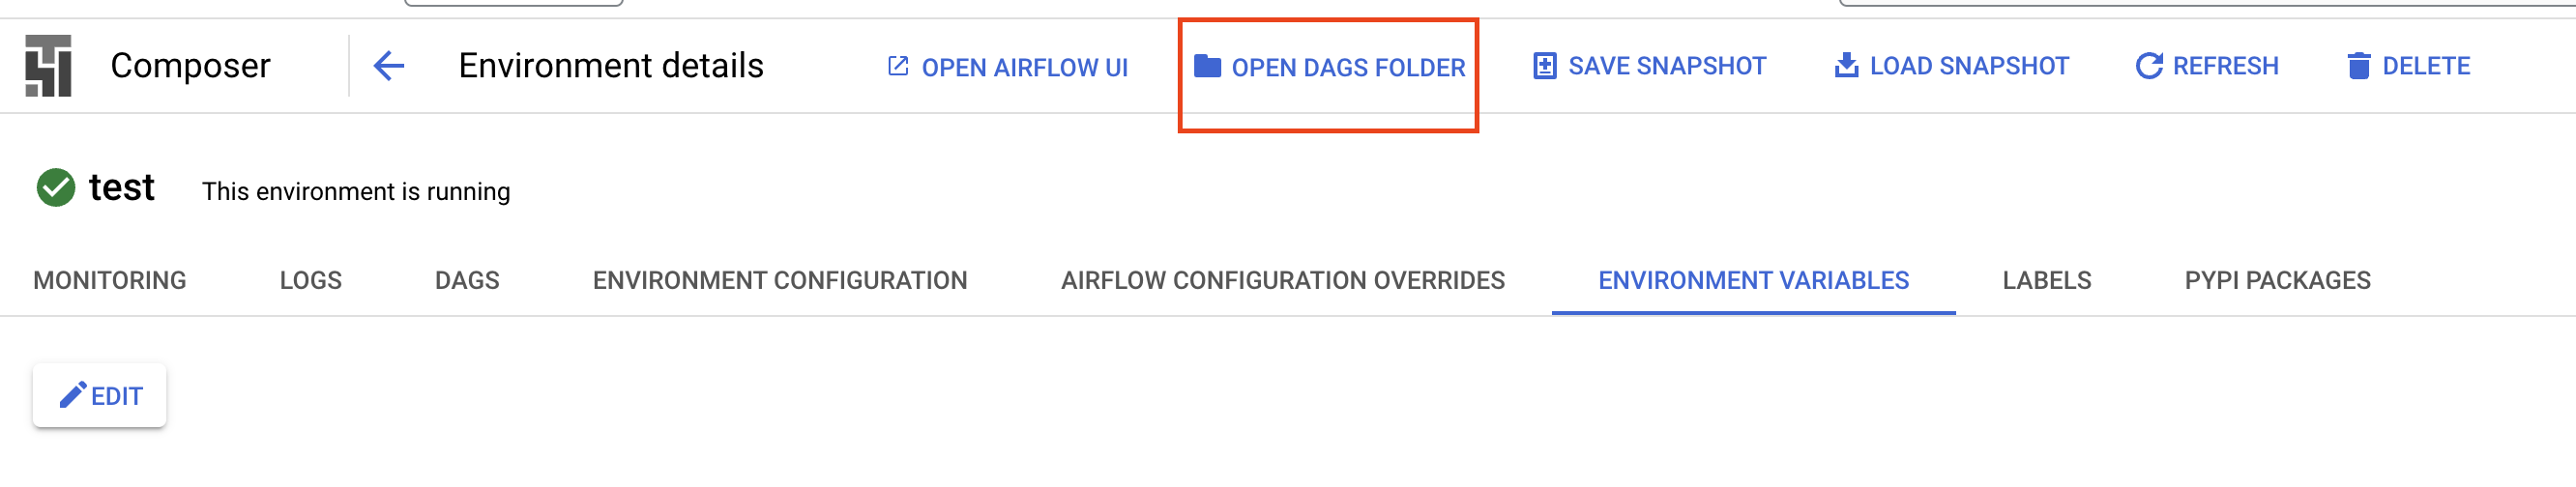 Composer Environment details OPEN AIRFLOW UI OPEN DAGS FOLDER SAVE SNAPSHOT LOAD SNAPSHOT REFRESH DELETE
test This environment is running
MONITORING LOGS DAGS ENVIRONMENT CONFIGURATION AIRFLOW CONFIGURATION OVERRIDES ENVIRONMENT VARIABLES LABELS PYPI PACKAGES
EDIT